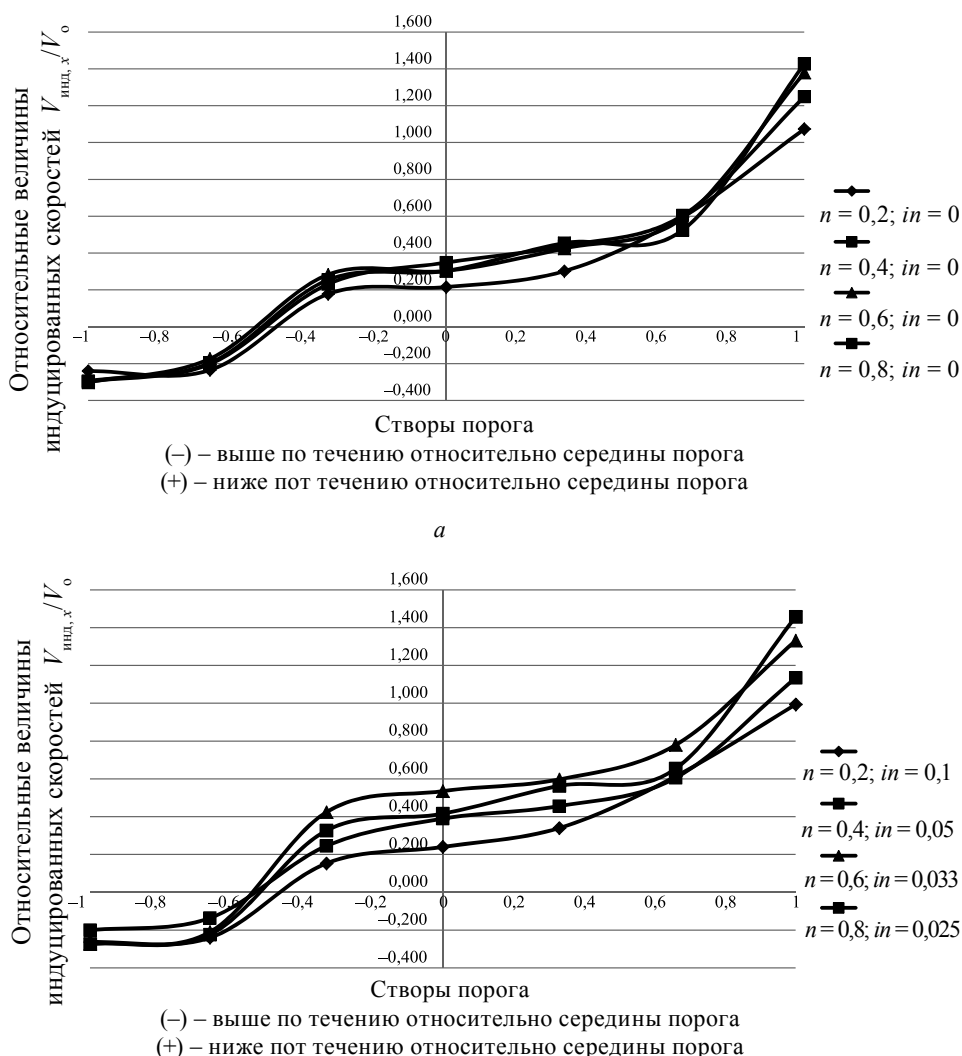 Относительные величины
индуцированных скоростей Vинд, x/Vo
1,600
1,400
1,200
1,000
0,800
0,600
0,400
0,200
0,000
–0,200
–0,400
–1
–0,8
–0,6
–0,4
–0,2
0
0,2
0,4
0,6
0,8
1
n = 0,2; in = 0
n = 0,4; in = 0
n = 0,6; in = 0
n = 0,8; in = 0
Створы порога
(–) – выше по течению относительно середины порога
(+) – ниже пот течению относительно середины порога
а
Относительные величины
индуцированных скоростей Vинд, x/Vo
1,600
1,400
1,200
1,000
0,800
0,600
0,400
0,200
0,000
–0,200
–0,400
–1
–0,8
–0,6
–0,4
–0,2
0
0,2
0,4
0,6
0,8
1
n = 0,2; in = 0,1
n = 0,4; in = 0,05
n = 0,6; in = 0,033
n = 0,8; in = 0,025
Створы порога
(–) – выше по течению относительно середины порога
(+) – ниже пот течению относительно середины порога